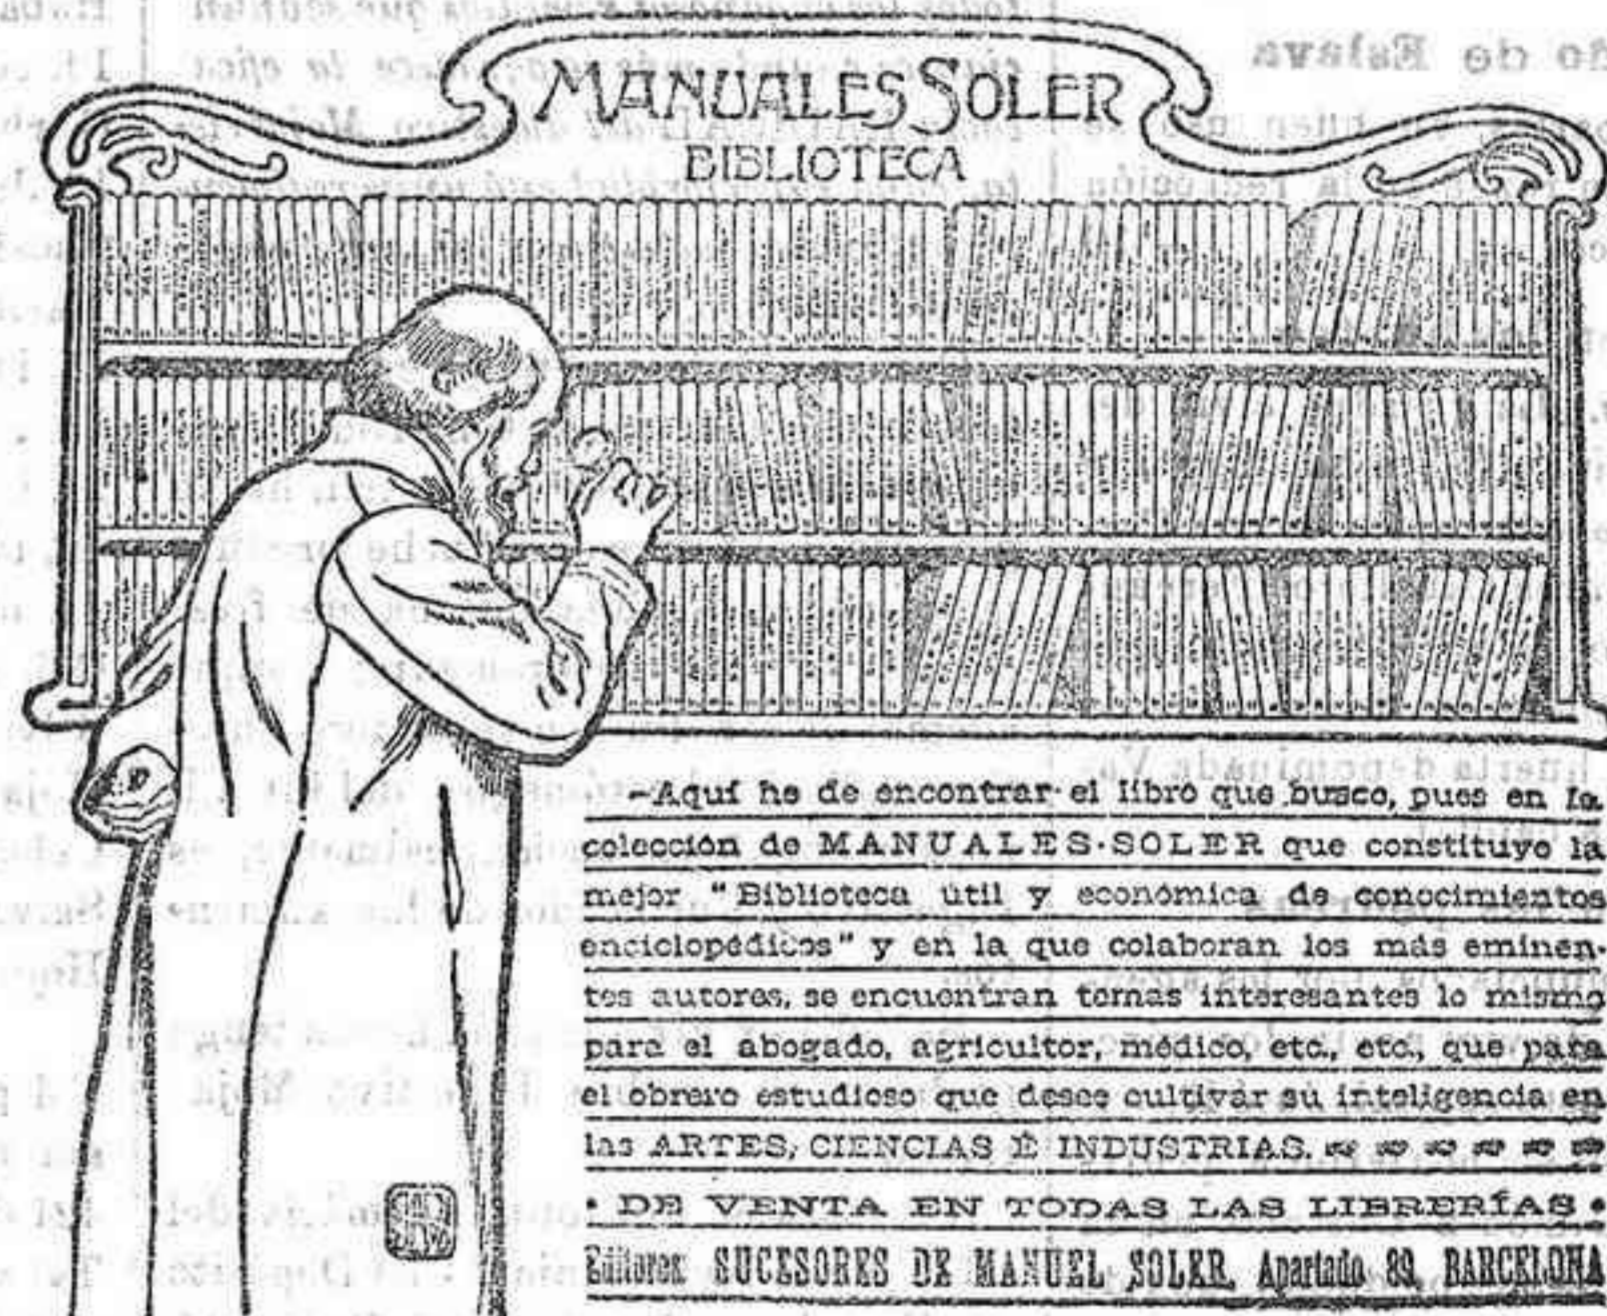 MANUALES SOLER
BIBLIOTECA
—Aquí he de encontrar el libro que busco, pues en la
colección de MANUALES-SOLER que constituye la
mejor "Biblioteca útil y económica de conocimientos
enciclopédicos" y en la que colaboran los más eminen-
tes autores, se encuentran temas interesantes lo mismo
para el abogado, agricultor, médico, etc., etc., que para
el obrero estudioso que desee cultivar su inteligencia en
las ARTES, CIENCIAS É INDUSTRIAS.
• DE VENTA EN TODAS LAS LIBRERÍAS •
Editores: SUCESORES DE MANUEL SOLER, Apartado 89, BARCELONA